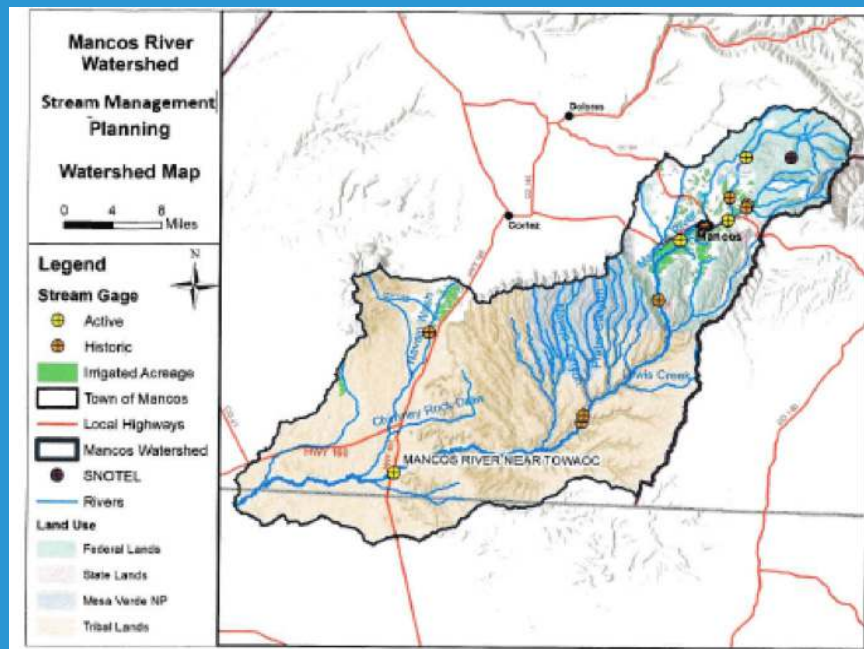 Mancos River
Watershed
Stream Management
Planning
Watershed Map
0 4 8
Miles
N
Legend
Stream Gage
Active
Historic
Irrigated Acreage
Town of Mancos
Local Highways
Mancos Watershed
SNOTEL
Rivers
Land Use
Federal Lands
State Lands
Mesa Verde NP
Tribal Lands
Dolores
Cortez
Mancos
Navajo Wash
Lewis Creek
Chimney Rock Draw
HWY 160
MANCOS RIVER NEAR TOWAOC